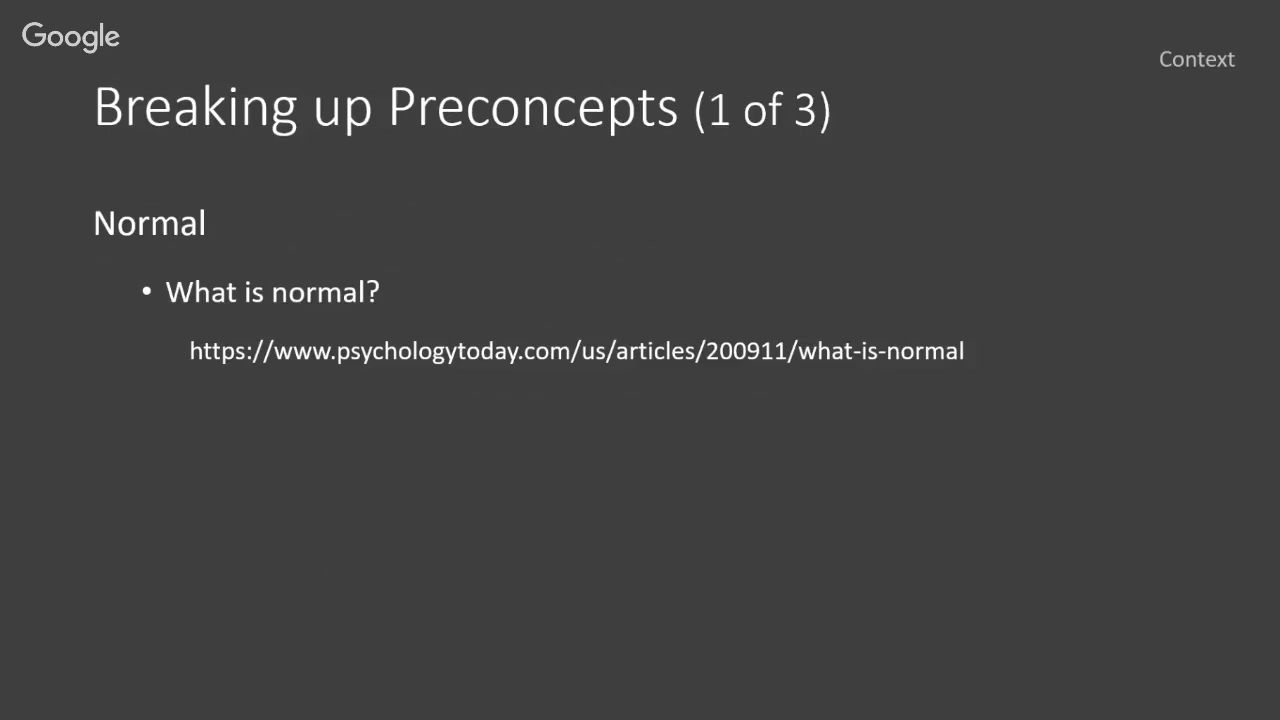 Google
Context
Breaking up Preconcepts (1 of 3)
Normal
• What is normal?
https://www.psychologytoday.com/us/articles/200911/what-is-normal